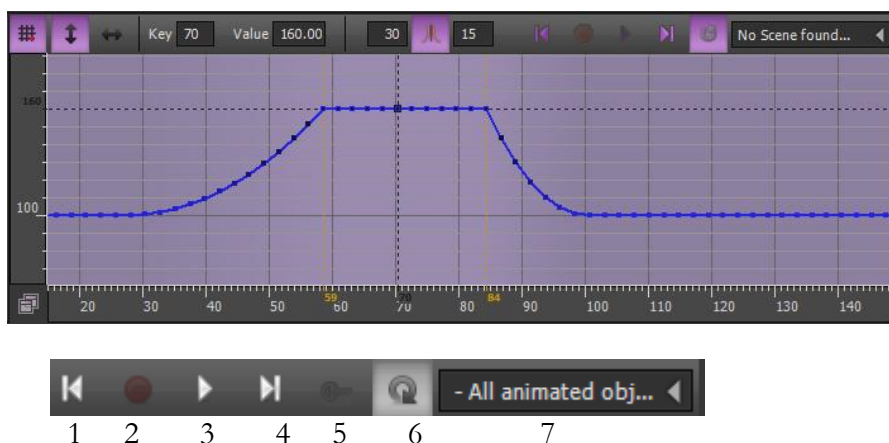 Key 70 Value 160.00 30 15 No Scene found...
160
100
59 70 84
20 30 40 50 60 70 80 90 100 110 120 130 140
- All animated obj...
1 2 3 4 5 6 7